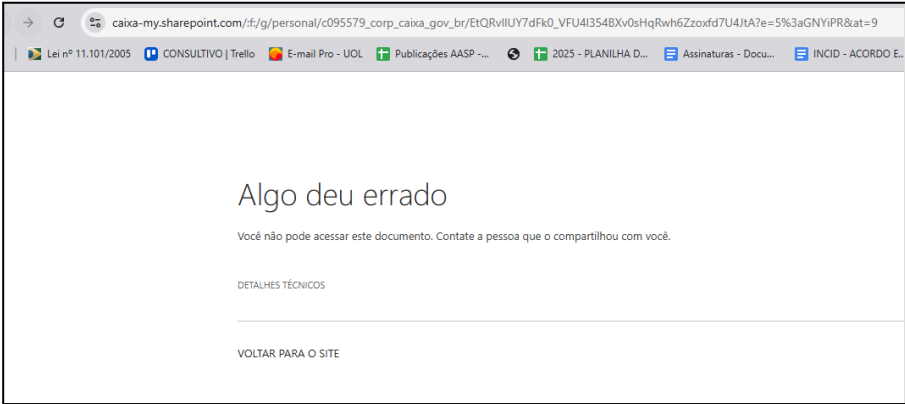 caixa-my.sharepoint.com/:f:/g/personal/c095579_corp_caixa_gov_br/EtQRvIIUY7dFk0_VFU4I354BXv0sHqRwh6Zzoxfd7U4JtA?e=5%3aGNYiPR&at=9
Lei nº 11.101/2005 CONSULTIVO | Trello E-mail Pro - UOL Publicações AASP -... 2025 - PLANILHA D... Assinaturas - Docu... INCID - ACORDO E...
Algo deu errado
Você não pode acessar este documento. Contate a pessoa que o compartilhou com você.
DETALHES TÉCNICOS
VOLTAR PARA O SITE